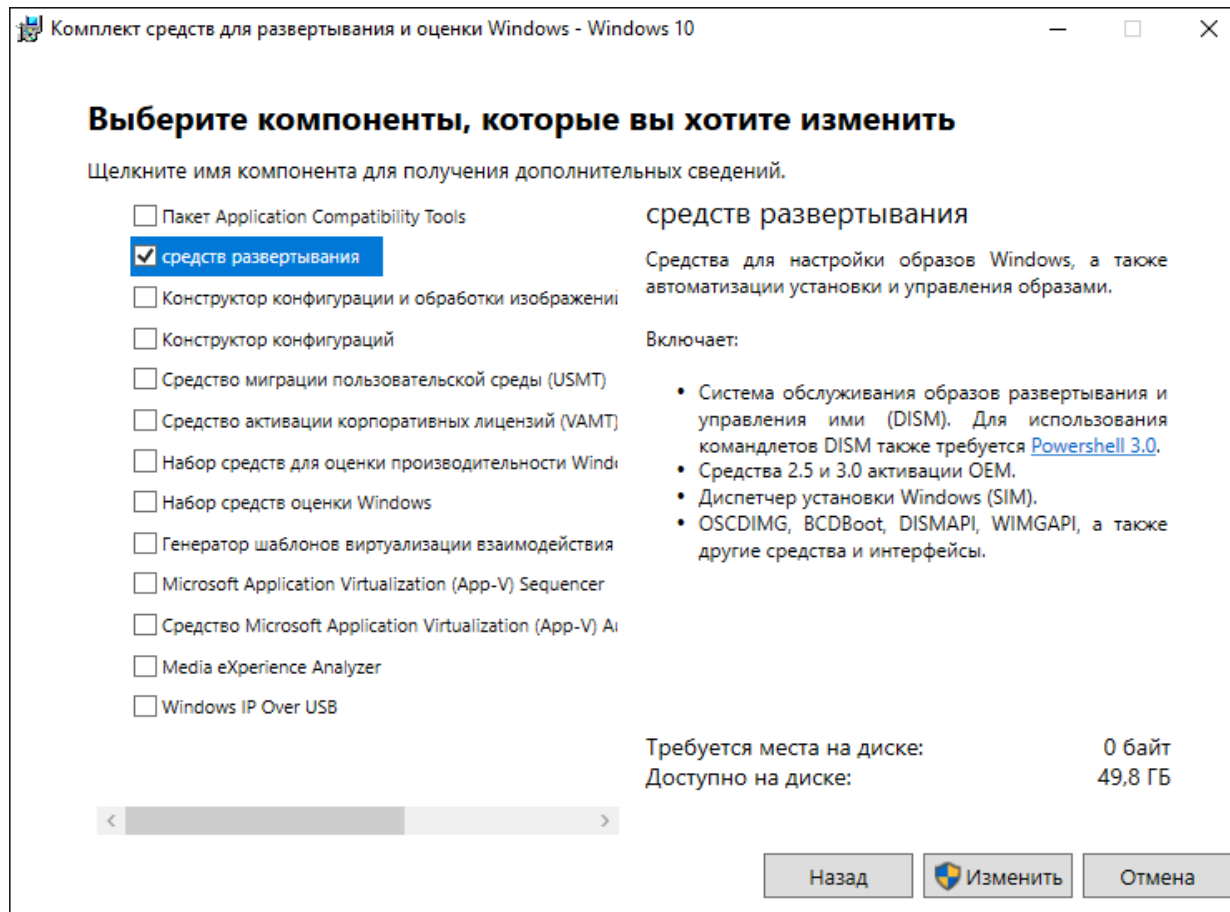 Комплект средств для развертывания и оценки Windows - Windows 10
Выберите компоненты, которые вы хотите изменить
Щелкните имя компонента для получения дополнительных сведений.
Пакет Application Compatibility Tools
средств развертывания
Конструктор конфигурации и обработки
Конструктор конфигураций
Средство миграции пользовательской среды (USMT)
Средство активации корпоративных лицензий (VAMT)
Набор средств для оценки производительности
Набор средств оценки Windows
Генератор шаблонов виртуализации взаимодействия
Microsoft Application Virtualization (App-V) Sequencer
Средство Microsoft Application Virtualization (App-V)
Media eXperience Analyzer
Windows IP Over USB
средств развертывания
Средства для настройки образов Windows, а также
автоматизации установки и управления образами.
Включает:
• Система обслуживания образов развертывания и
управления ими (DISM). Для использования
командлетов DISM также требуется Powershell 3.0.
• Средства 2.5 и 3.0 активации OEM.
• Диспетчер установки Windows (SIM).
• OSCDIMG, BCDBoot, DISMAPI, WIMGAPI, а также
другие средства и интерфейсы.
Требуется места на диске: 0 байт
Доступно на диске: 49,8 ГБ
Назад
Изменить
Отмена